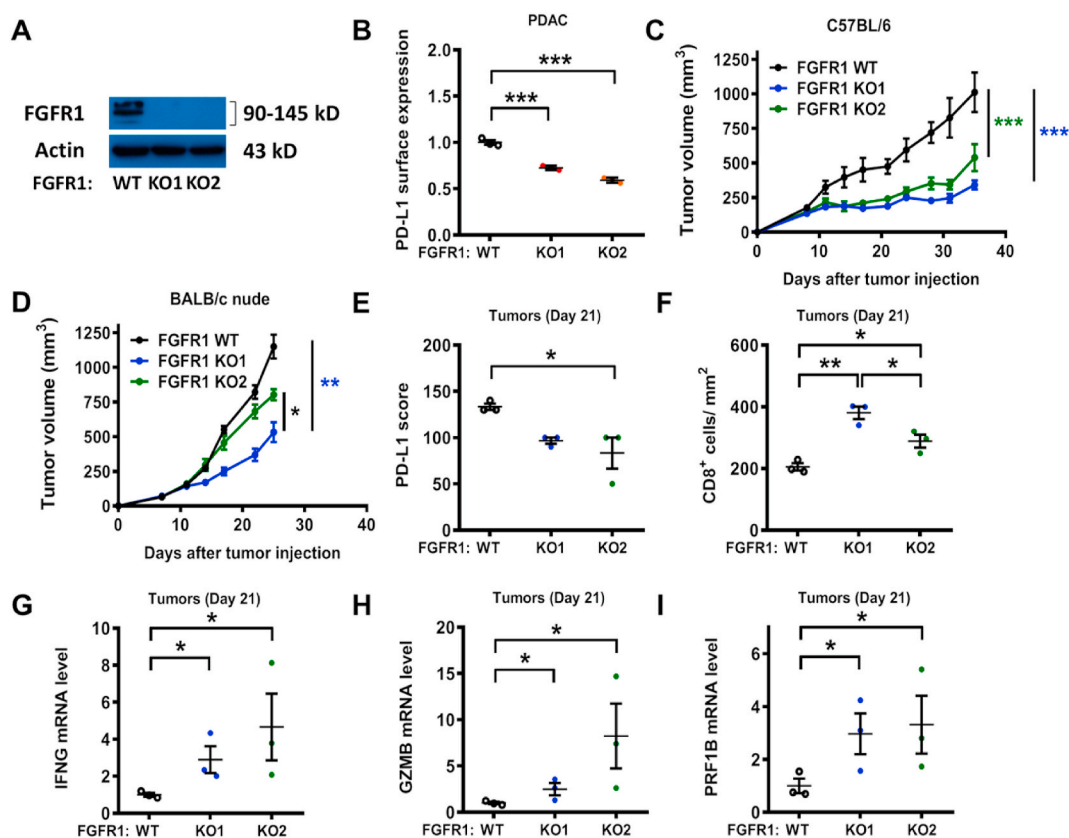 A
FGFR1
90-145 kD
Actin
43 kD
FGFR1: WT KO1 KO2
B
PDAC
PD-L1 surface expression
2.0
1.5
1.0
0.5
0.0
***
***
FGFR1: WT KO1 KO2
C
C57BL/6
Tumor volume (mm³)
1250
1000
750
500
250
0
FGFR1 WT
FGFR1 KO1
FGFR1 KO2
***
***
0 10 20 30 40
Days after tumor injection
D
BALB/c nude
Tumor volume (mm³)
1250
1000
750
500
250
0
FGFR1 WT
FGFR1 KO1
FGFR1 KO2
*
**
0 10 20 30 40
Days after tumor injection
E
Tumors (Day 21)
PD-L1 score
200
150
100
50
0
*
FGFR1: WT KO1 KO2
F
Tumors (Day 21)
CD8⁺ cells/ mm²
600
400
200
0
*
** *
FGFR1: WT KO1 KO2
G
Tumors (Day 21)
IFNG mRNA level
10
8
6
4
2
0
*
*
FGFR1: WT KO1 KO2
H
Tumors (Day 21)
GZMB mRNA level
20
15
10
5
0
*
*
FGFR1: WT KO1 KO2
I
Tumors (Day 21)
PRF1B mRNA level
6
4
2
0
*
*
FGFR1: WT KO1 KO2